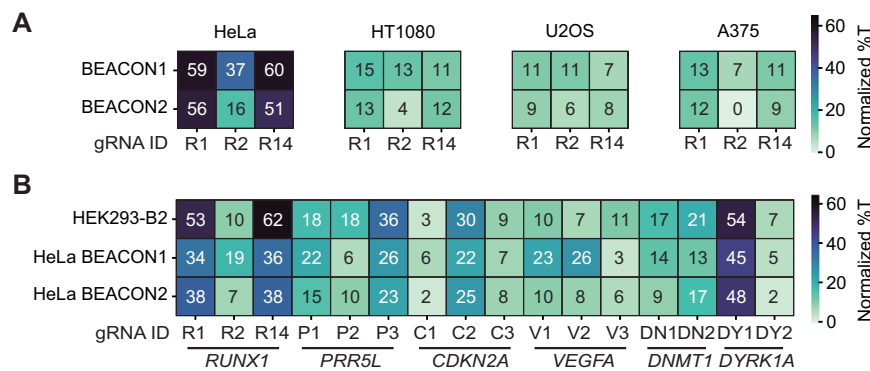 A
HeLa HT1080 U2OS A375
BEACON1 59 37 60 15 13 11 11 11 7 13 7 11
BEACON2 56 16 51 13 4 12 9 6 8 12 0 9
gRNA ID R1 R2 R14 R1 R2 R14 R1 R2 R14 R1 R2 R14
60
40
20
0
Normalized %T
B
HEK293-B2 53 10 62 18 18 36 3 30 9 10 7 11 17 21 54 7
HeLa BEACON1 34 19 36 22 6 26 6 22 7 23 26 3 14 13 45 5
HeLa BEACON2 38 7 38 15 10 23 2 25 8 10 8 6 9 17 48 2
gRNA ID R1 R2 R14 P1 P2 P3 C1 C2 C3 V1 V2 V3 DN1 DN2 DY1 DY2
RUNX1 PRR5L CDKN2A VEGFA DNMT1 DYRK1A
60
40
20
0
Normalized %T